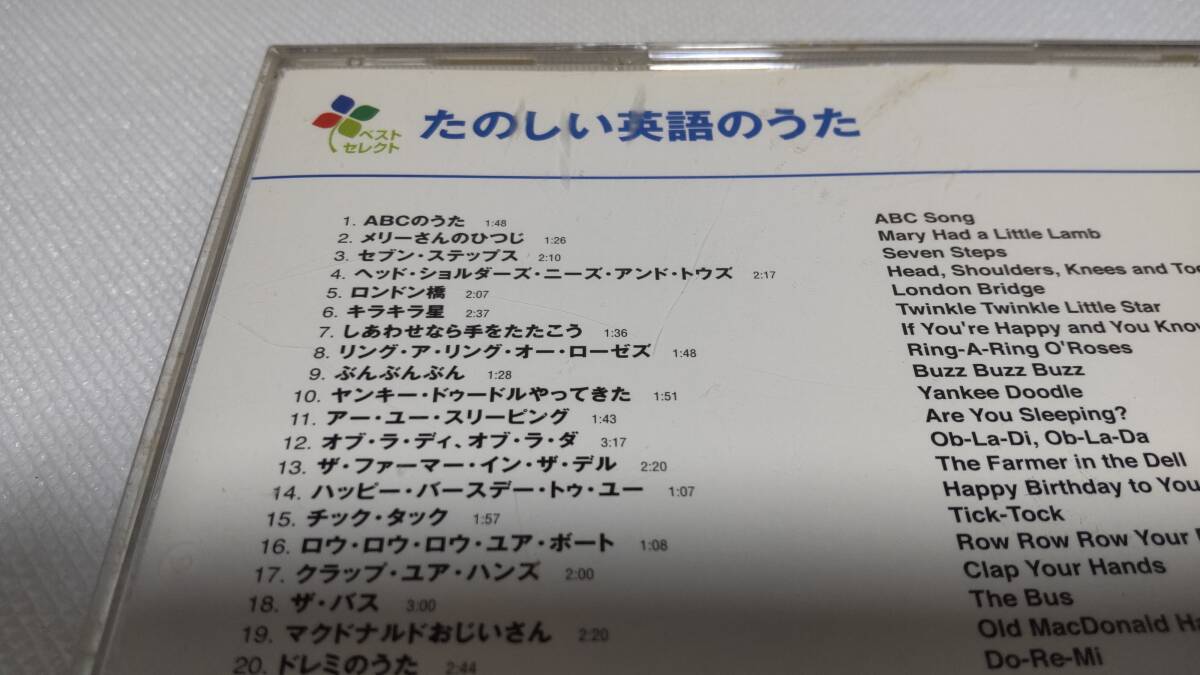 ベスト
セレクト
たのしい英語のうた
1. ABCのうた 1:48 ABC Song
2. メリーさんのひつじ 1:26 Mary Had a Little Lamb
3. セブン・ステップス 2:10 Seven Steps
4. ヘッド・ショルダーズ・ニーズ・アンド・トウズ 2:17 Head, Shoulders, Knees and Toe
5. ロンドン橋 2:07 London Bridge
6. キラキラ星 2:37 Twinkle Twinkle Little Star
7. しあわせなら手をたたこう 1:36 If You're Happy and You Know
8. リング・ア・リング・オー・ローゼズ 1:48 Ring-A-Ring O'Roses
9. ぶんぶんぶん 1:28 Buzz Buzz Buzz
10. ヤンキー・ドゥードルやってきた 1:51 Yankee Doodle
11. アー・ユー・スリーピング 1:43 Are You Sleeping?
12. オブ・ラ・ディ、オブ・ラ・ダ 3:17 Ob-La-Di, Ob-La-Da
13. ザ・ファーマー・イン・ザ・デル 2:20 The Farmer in the Dell
14. ハッピー・バースデー・トゥ・ユー 1:07 Happy Birthday to You
15. チック・タック 1:57 Tick-Tock
16. ロウ・ロウ・ロウ・ユア・ボート 1:08 Row Row Row Your
17. クラップ・ユア・ハンズ 2:00 Clap Your Hands
18. ザ・バス 3:00 The Bus
19. マクドナルドおじいさん 2:20 Old MacDonald Ha
20. ドレミのうた 2:44 Do-Re-Mi